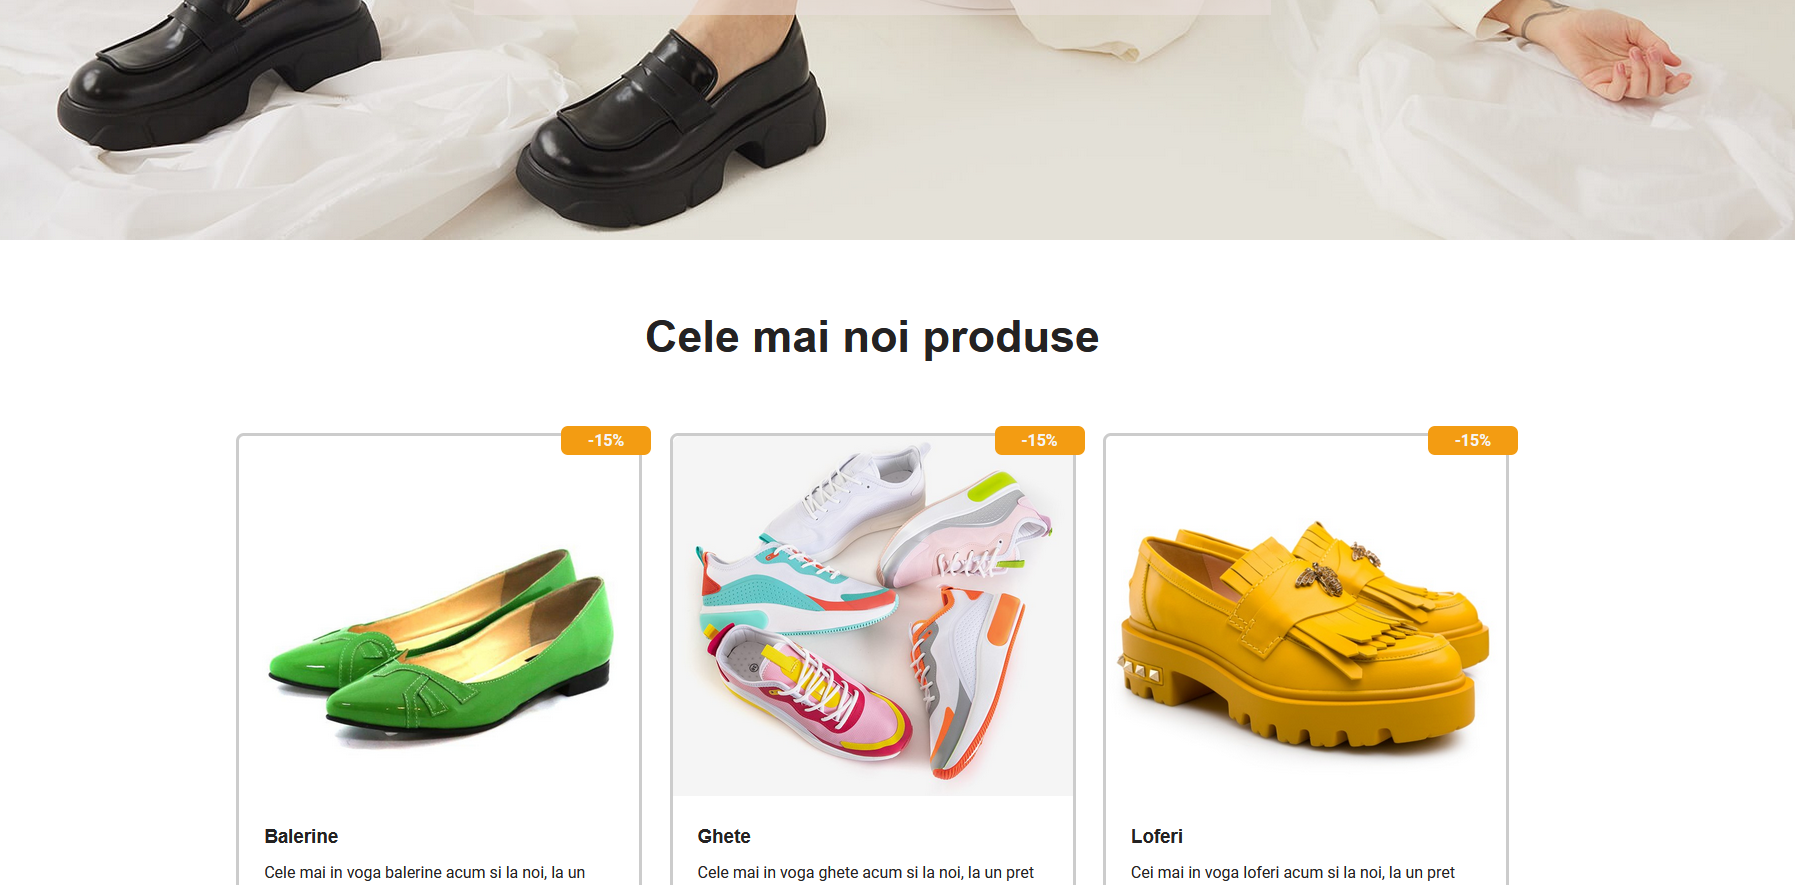 Cele mai noi produse
-15%
-15%
-15%
Balerine
Cele mai in voga balerine acum si la noi, la un
Ghete
Cele mai in voga ghete acum si la noi, la un pret
Loferi
Cei mai in voga loferi acum si la noi, la un pret